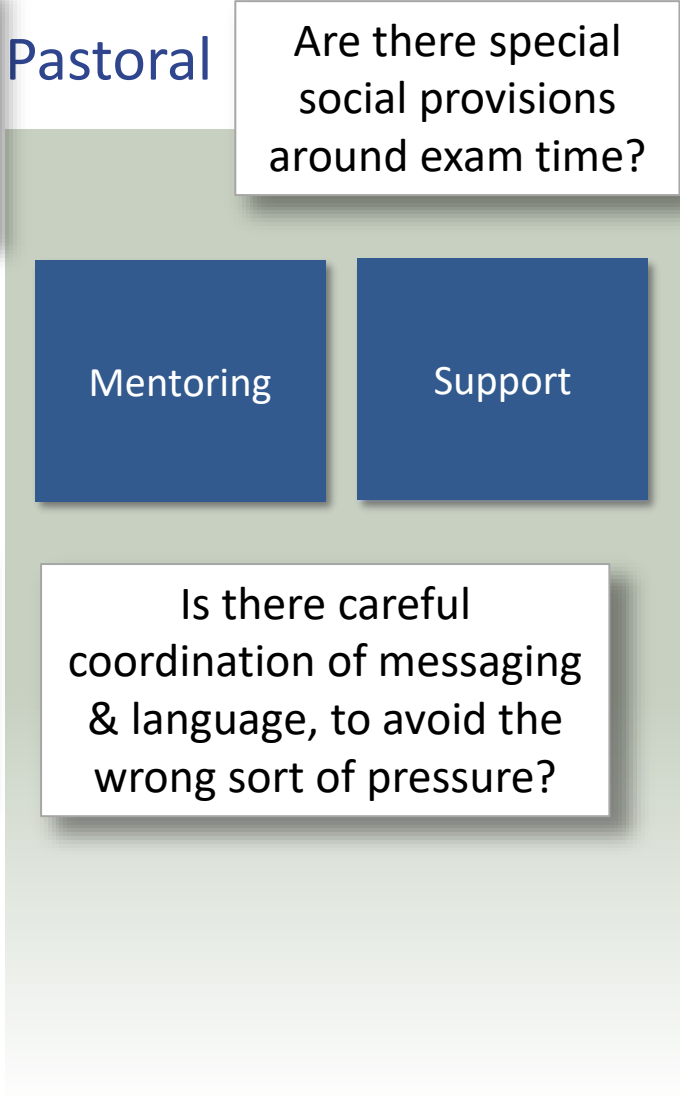 Pastoral
Are there special
social provisions
around exam time?
Mentoring
Support
Is there careful
coordination of messaging
& language, to avoid the
wrong sort of pressure?